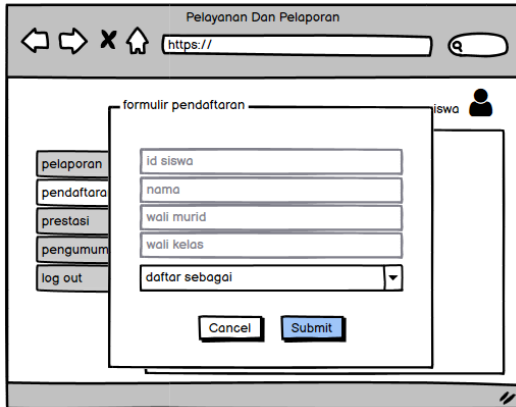 Pelayanan Dan Pelaporan
https://
formulir pendaftaran
iswa
pelaporan
pendaftara
prestasi
pengumum
log out
id siswa
nama
wali murid
wali kelas
daftar sebagai
Cancel
Submit